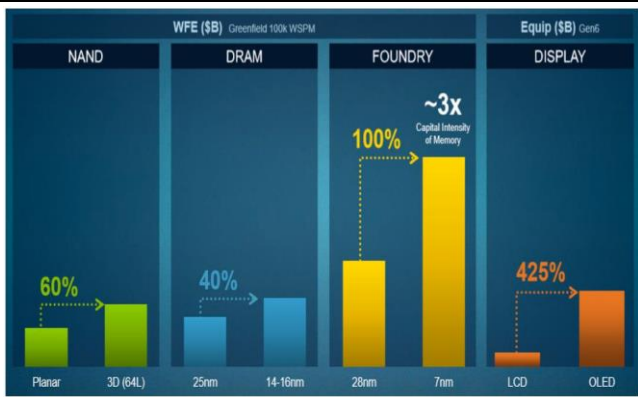 WFE ($B) Greenfield 100k WSPM
Equip ($B) Gen6
NAND
DRAM
FOUNDRY
DISPLAY
~3x
Capital Intensity
of Memory
100%
60%
40%
425%
Planar
3D (64L)
25nm
14-16nm
28nm
7nm
LCD
OLED